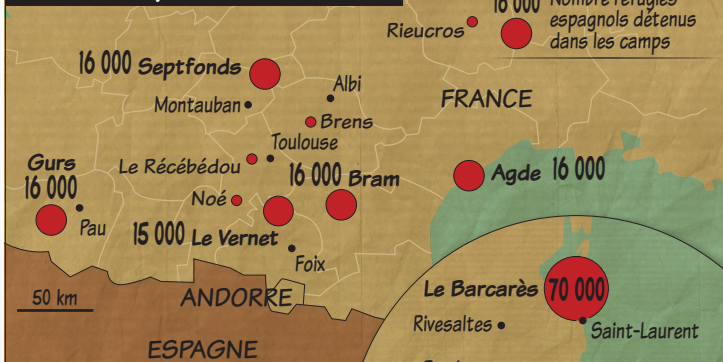 16 000 Nombre réfugiés
espagnols détenus
dans les camps
Rieucros
16 000 Septfonds
Albi
Montauban
FRANCE
Brens
Toulouse
Le Récébédou
Gurs
16 000
16 000 Bram
Agde 16 000
Noé
Pau
15 000 Le Vernet
Foix
50 km
ANDORRE
Le Barcarès 70 000
Rivesaltes
Saint-Laurent
ESPAGNE